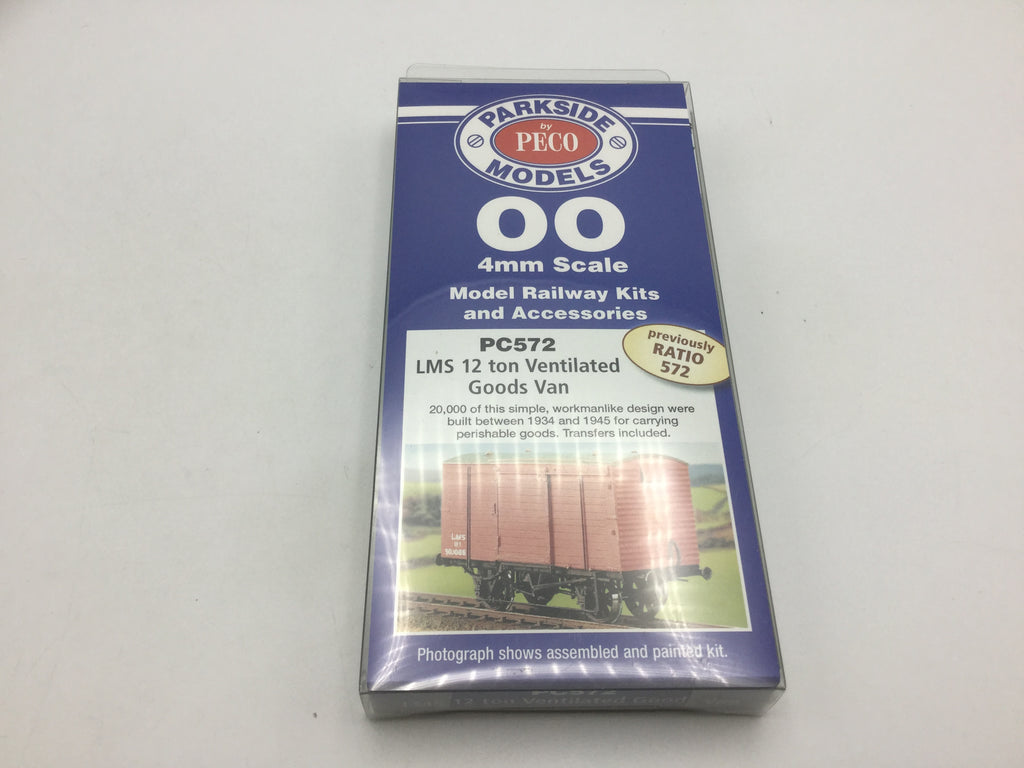 PARKSIDE
by
PECO
MODELS
OO
4mm Scale
Model Railway Kits
and Accessories
previously
RATIO
572
PC572
LMS 12 ton Ventilated
Goods Van
20,000 of this simple, workmanlike design were
built between 1934 and 1945 for carrying
perishable goods. Transfers included.
LMS
Photograph shows assembled and painted kit.
PC572
12 ton Ventilated Good